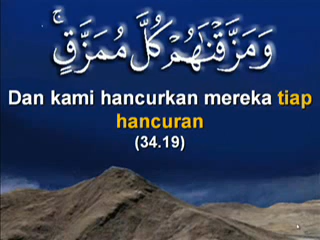 وَمَزَّقْنَٰهُمْ كُلَّ مُمَزَّقٍ ۚ
Dan kami hancurkan mereka tiap
hancuran
(34.19)